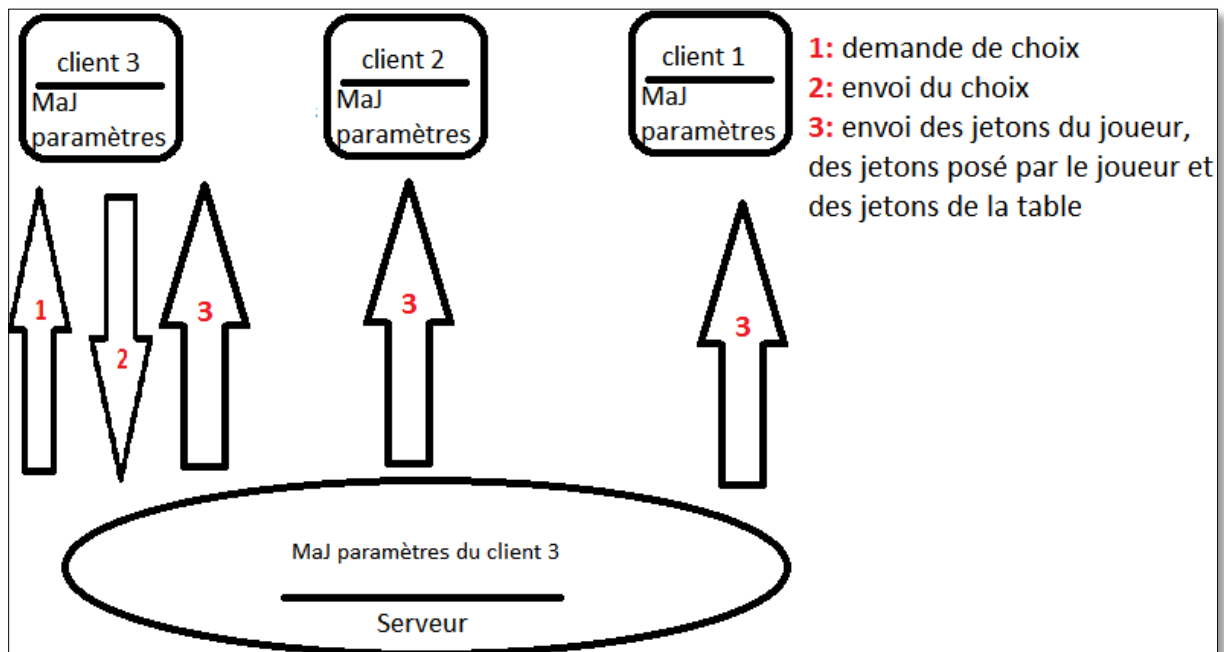 client 3
MaJ
paramètres
client 2
MaJ
paramètres
client 1
MaJ
paramètres
1: demande de choix
2: envoi du choix
3: envoi des jetons du joueur,
des jetons posé par le joueur et
des jetons de la table
1
2
3
3
3
MaJ paramètres du client 3
Serveur